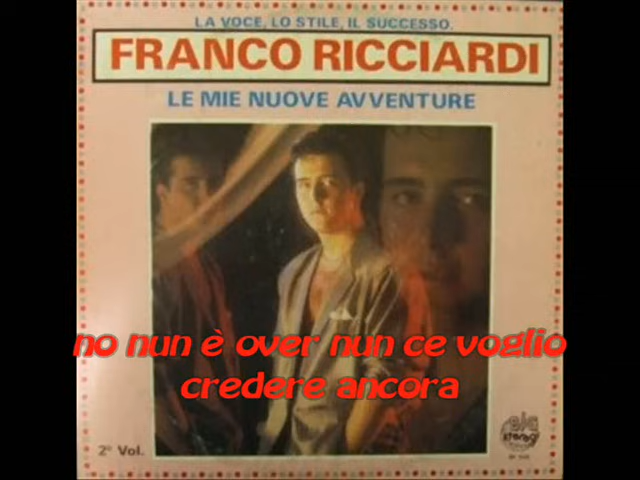 LA VOCE, LO STILE, IL SUCCESSO.
FRANCO RICCIARDI
LE MIE NUOVE AVVENTURE
no nun è over nun ce voglio
credere ancora
2° Vol.
stereo